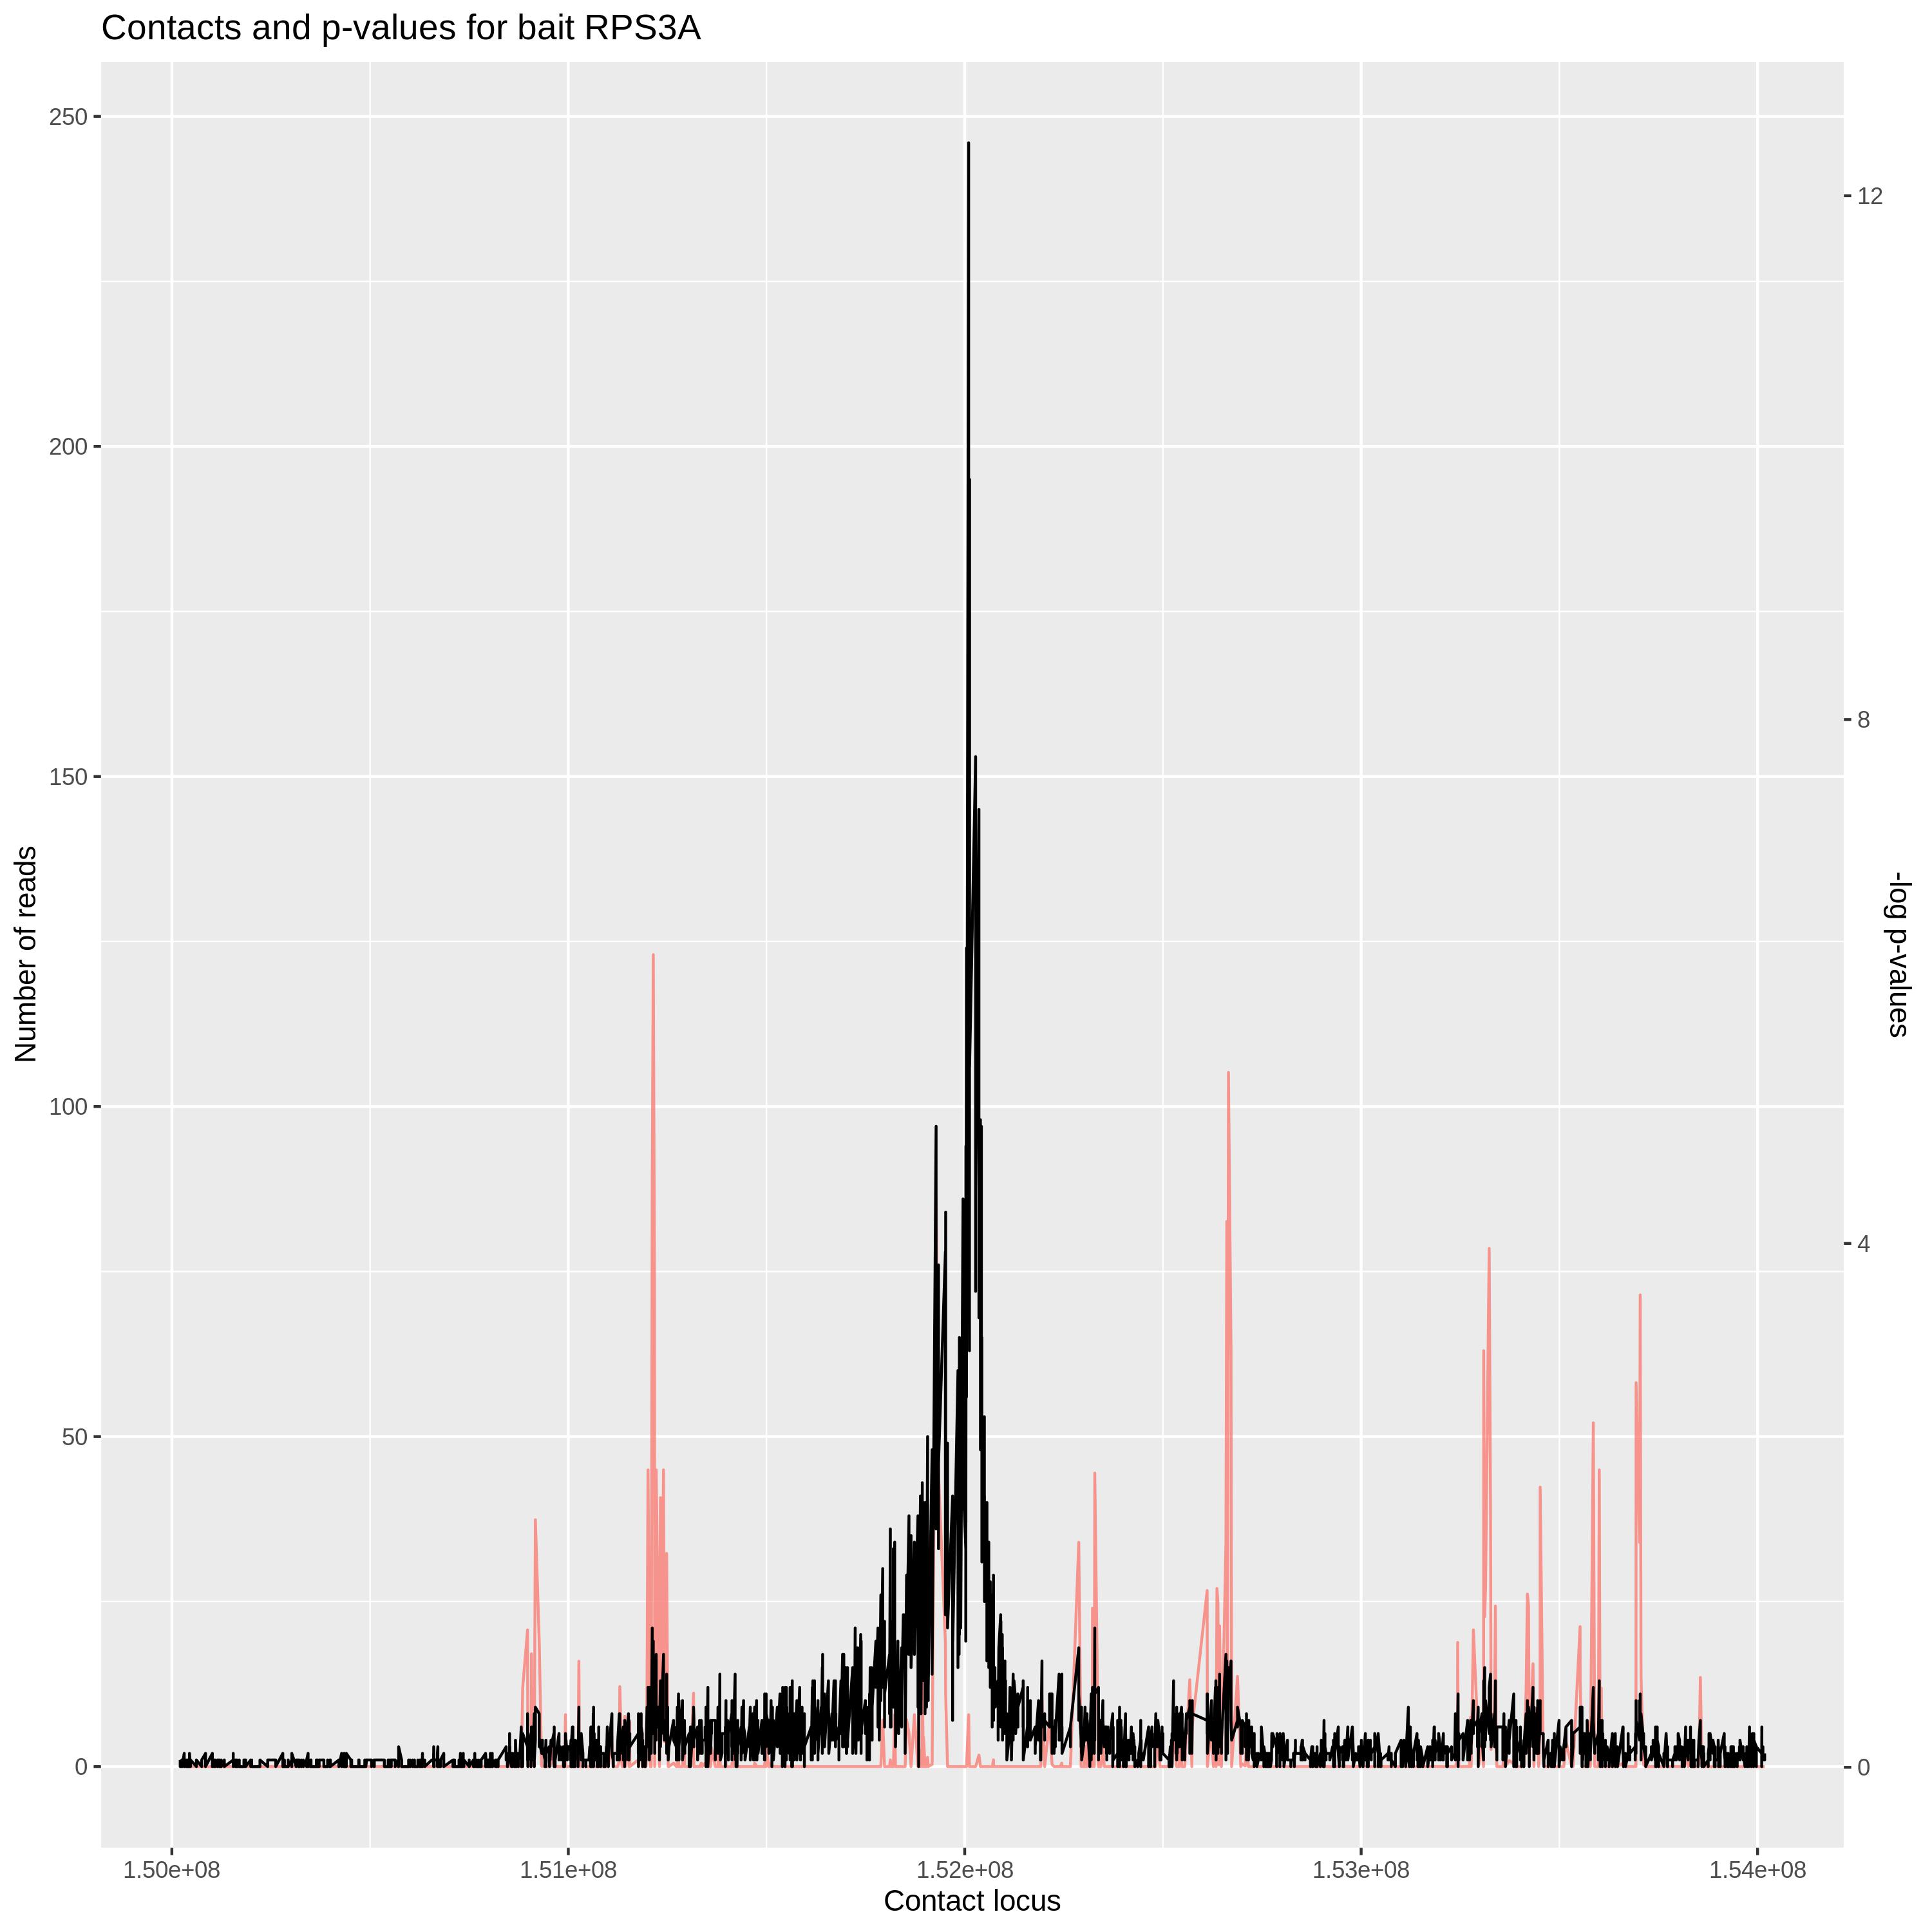 Contacts and p-values for bait RPS3A
250
200
150
100
50
0
Number of reads
12
8
4
0
-log p-values
1.50e+08
1.51e+08
1.52e+08
1.53e+08
1.54e+08
Contact locus